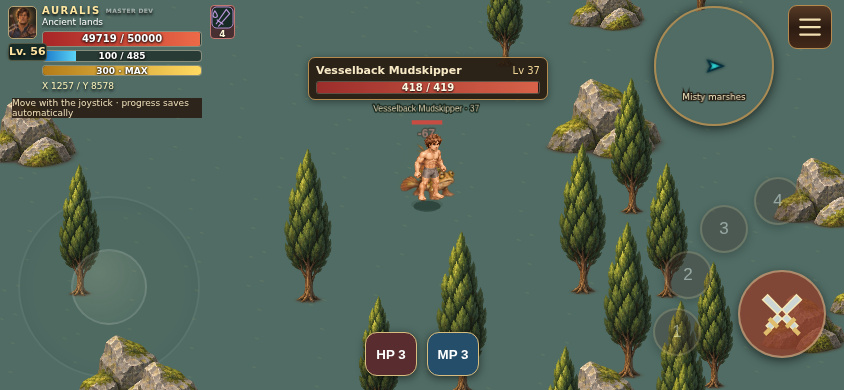 AURALIS MASTER DEV
Ancient lands
49719 / 50000
Lv. 56
100 / 485
300 · MAX
X 1257 / Y 8578
Move with the joystick · progress saves
automatically
4
Vesselback Mudskipper Lv 37
418 / 419
Vesselback Mudskipper · 37
-67
Misty marshes
4
3
2
1
HP 3
MP 3